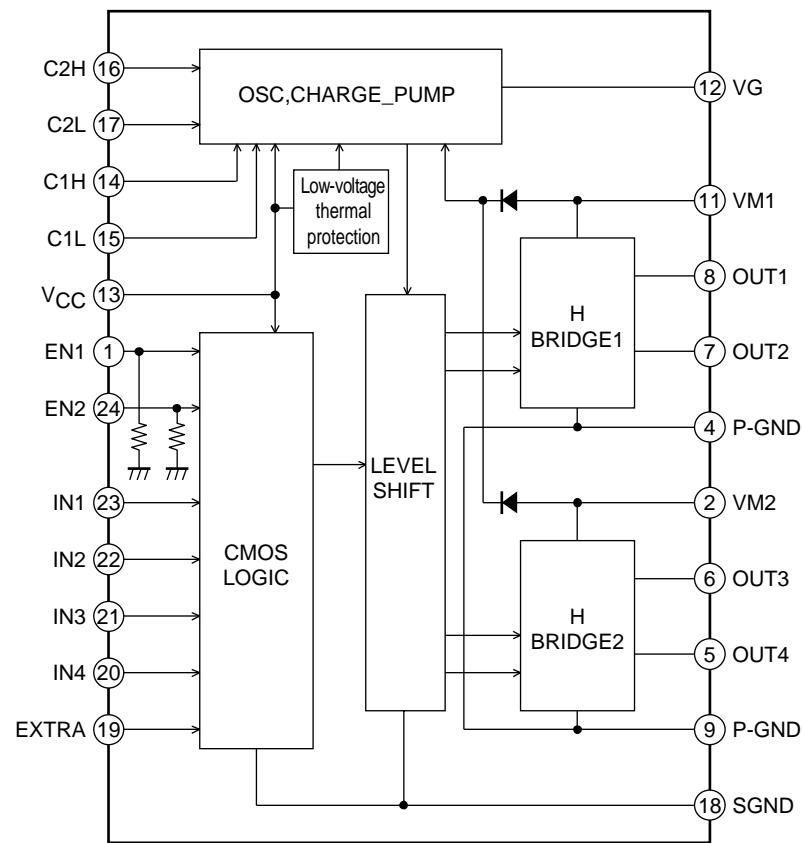 C2H 16
C2L 17
C1H 14
C1L 15
VCC 13
EN1 1
EN2 24
IN1 23
IN2 22
IN3 21
IN4 20
EXTRA 19
OSC,CHARGE_PUMP
Low-voltage
thermal
protection
CMOS
LOGIC
LEVEL
SHIFT
H
BRIDGE1
H
BRIDGE2
12 VG
11 VM1
8 OUT1
7 OUT2
4 P-GND
2 VM2
6 OUT3
5 OUT4
9 P-GND
18 SGND